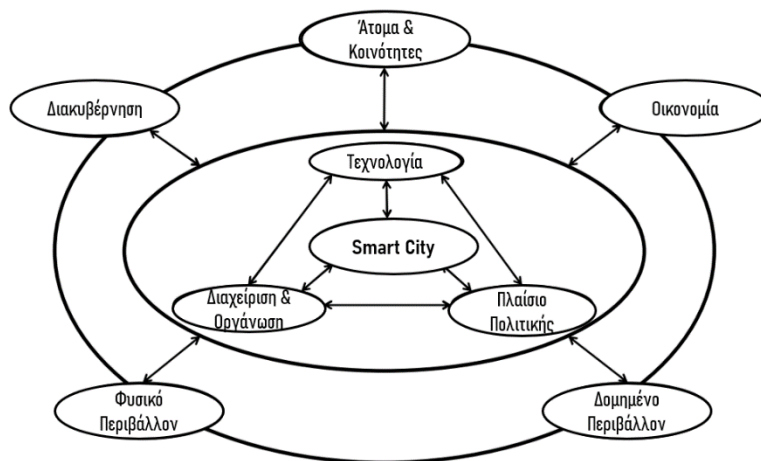 Άτομα &
Κοινότητες
Διακυβέρνηση
Οικονομία
Τεχνολογία
Smart City
Διαχείριση &
Οργάνωση
Πλαίσιο
Πολιτικής
Φυσικό
Περιβάλλον
Δομημένο
Περιβάλλον